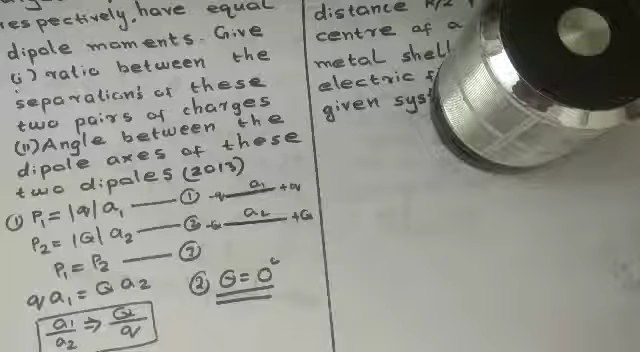 respectively, have equal
dipole moments. Give
(i) ratio between the
separations of these
two pairs of charges
(ii) Angle between the
dipole axes of these
two dipoles (2013)
① P₁ = |q| a₁ —— ① -q —— a₁ —— +q
P₂ = |Q| a₂ —— ② -Q —— a₂ —— +Q
P₁ = P₂ ——
q a₁ = Q a₂
a₁/a₂ ⇒ Q/q
② θ = 0°
distance R/2
centre of a
metal shell
electric
given